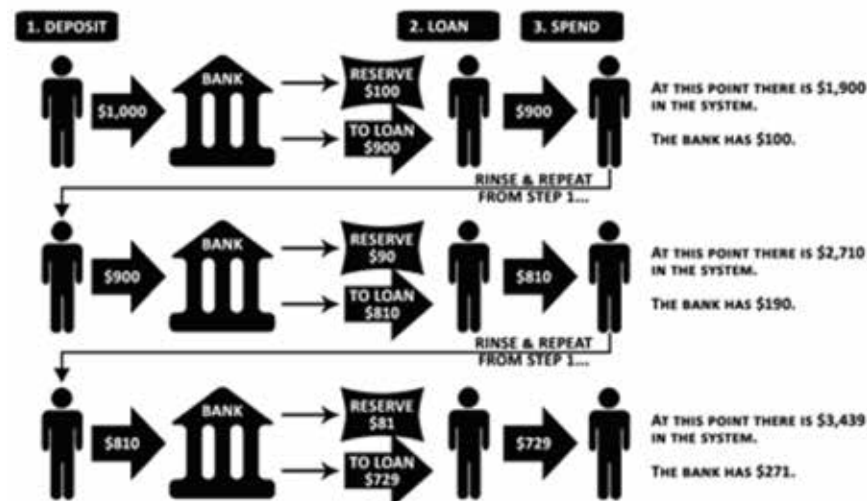 1. DEPOSIT
2. LOAN
3. SPEND
$1,000
BANK
RESERVE
$100
TO LOAN
$900
$900
AT THIS POINT THERE IS $1,900
IN THE SYSTEM.
THE BANK HAS $100.
RINSE & REPEAT
FROM STEP 1...
$900
BANK
RESERVE
$90
TO LOAN
$810
$810
AT THIS POINT THERE IS $2,710
IN THE SYSTEM.
THE BANK HAS $190.
RINSE & REPEAT
FROM STEP 1...
$810
BANK
RESERVE
$81
TO LOAN
$729
$729
AT THIS POINT THERE IS $3,439
IN THE SYSTEM.
THE BANK HAS $271.